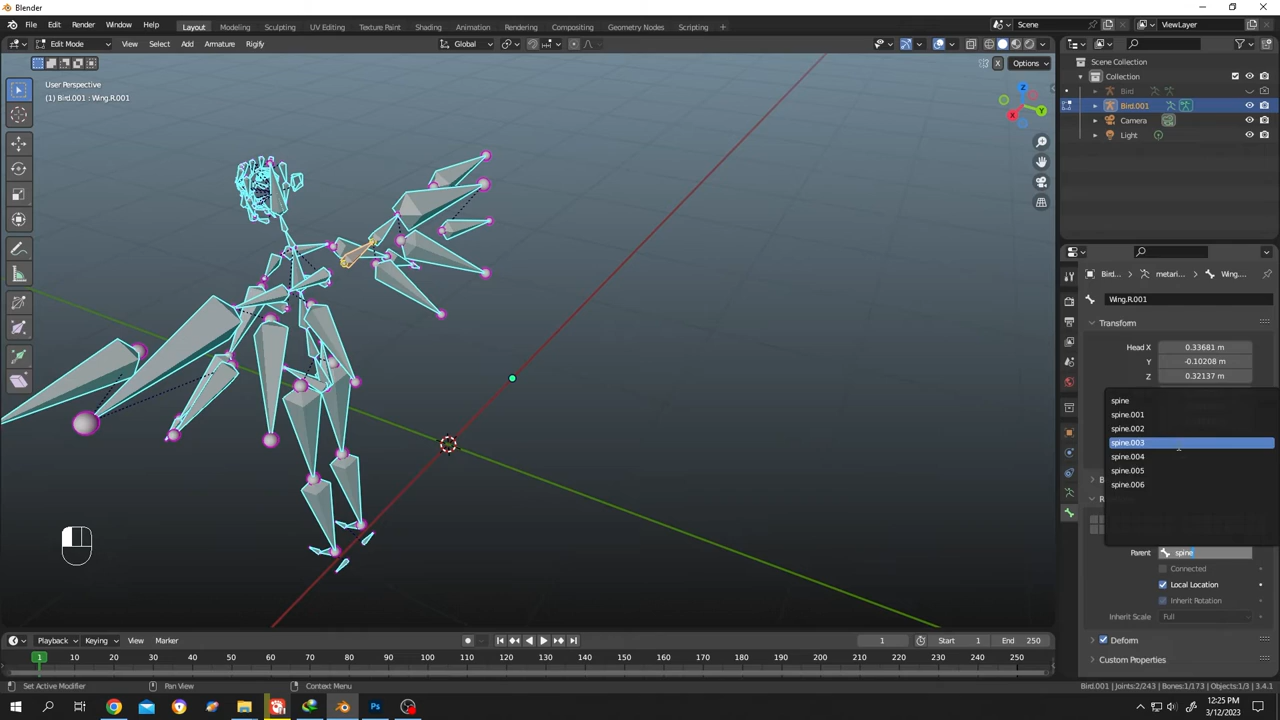 Blender
File Edit Render Window Help
Layout Modeling Sculpting UV Editing Texture Paint Shading Animation Rendering Compositing Geometry Nodes Scripting +
Scene
ViewLayer
Edit Mode View Select Add Armature Rigify
Global
X Options
User Perspective
(1) Bird.001 : Wing.R.001
Z
Y
X
Scene Collection
Collection
Bird
Bird.001
Camera
Light
Bird... metari... Wing....
Wing.R.001
Transform
Head X 0.33681 m
Y -0.10208 m
Z 0.32137 m
spine
spine.001
spine.002
spine.003
spine.004
spine.005
spine.006
Parent spine
Connected
Local Location
Inherit Rotation
Inherit Scale Full
Deform
Custom Properties
Playback Keying View Marker
1 Start 1 End 250
1 10 20 30 40 50 60 70 80 90 100 110 120 130 140 150 160 170 180 190 200 210 220 230 240 250
Set Active Modifier Pan View Context Menu
Bird.001 | Joints:2/243 | Bones:1/173 | Objects:1/3 | 3.4.1
12:25 PM
3/12/2023